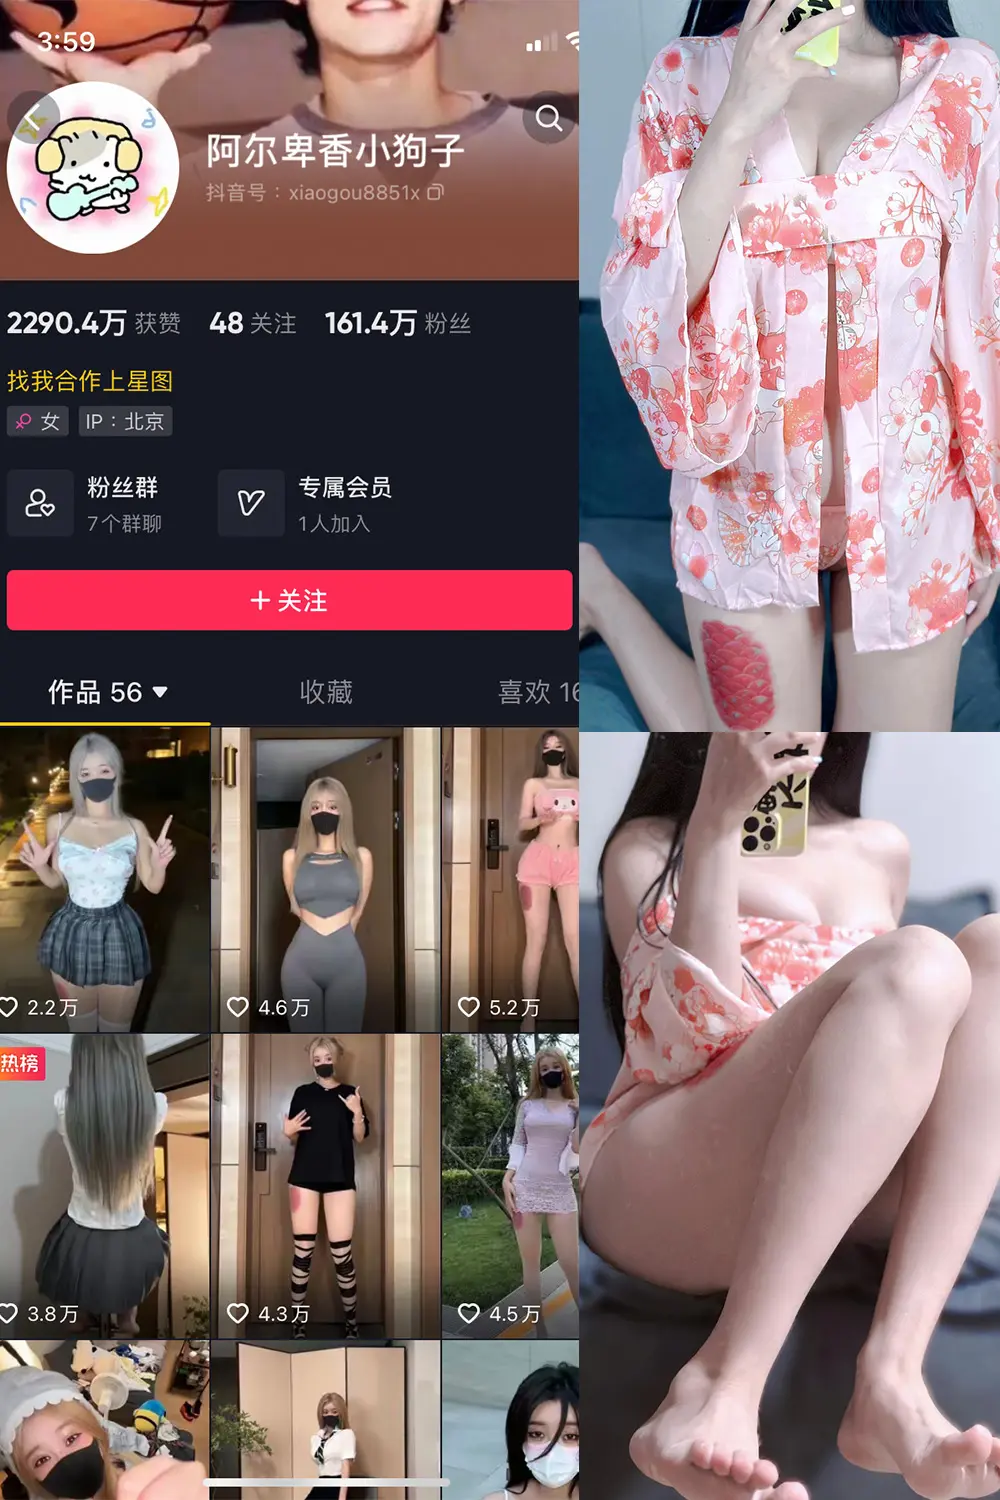 3:59
阿尔卑香小狗子
抖音号：xiaogou8851x
2290.4万 获赞 48 关注 161.4万 粉丝
找我合作上星图
女 IP：北京
粉丝群
7个群聊
专属会员
1人加入
+ 关注
作品 56 收藏 喜欢 16
2.2万 4.6万 5.2万
热榜
3.8万 4.3万 4.5万